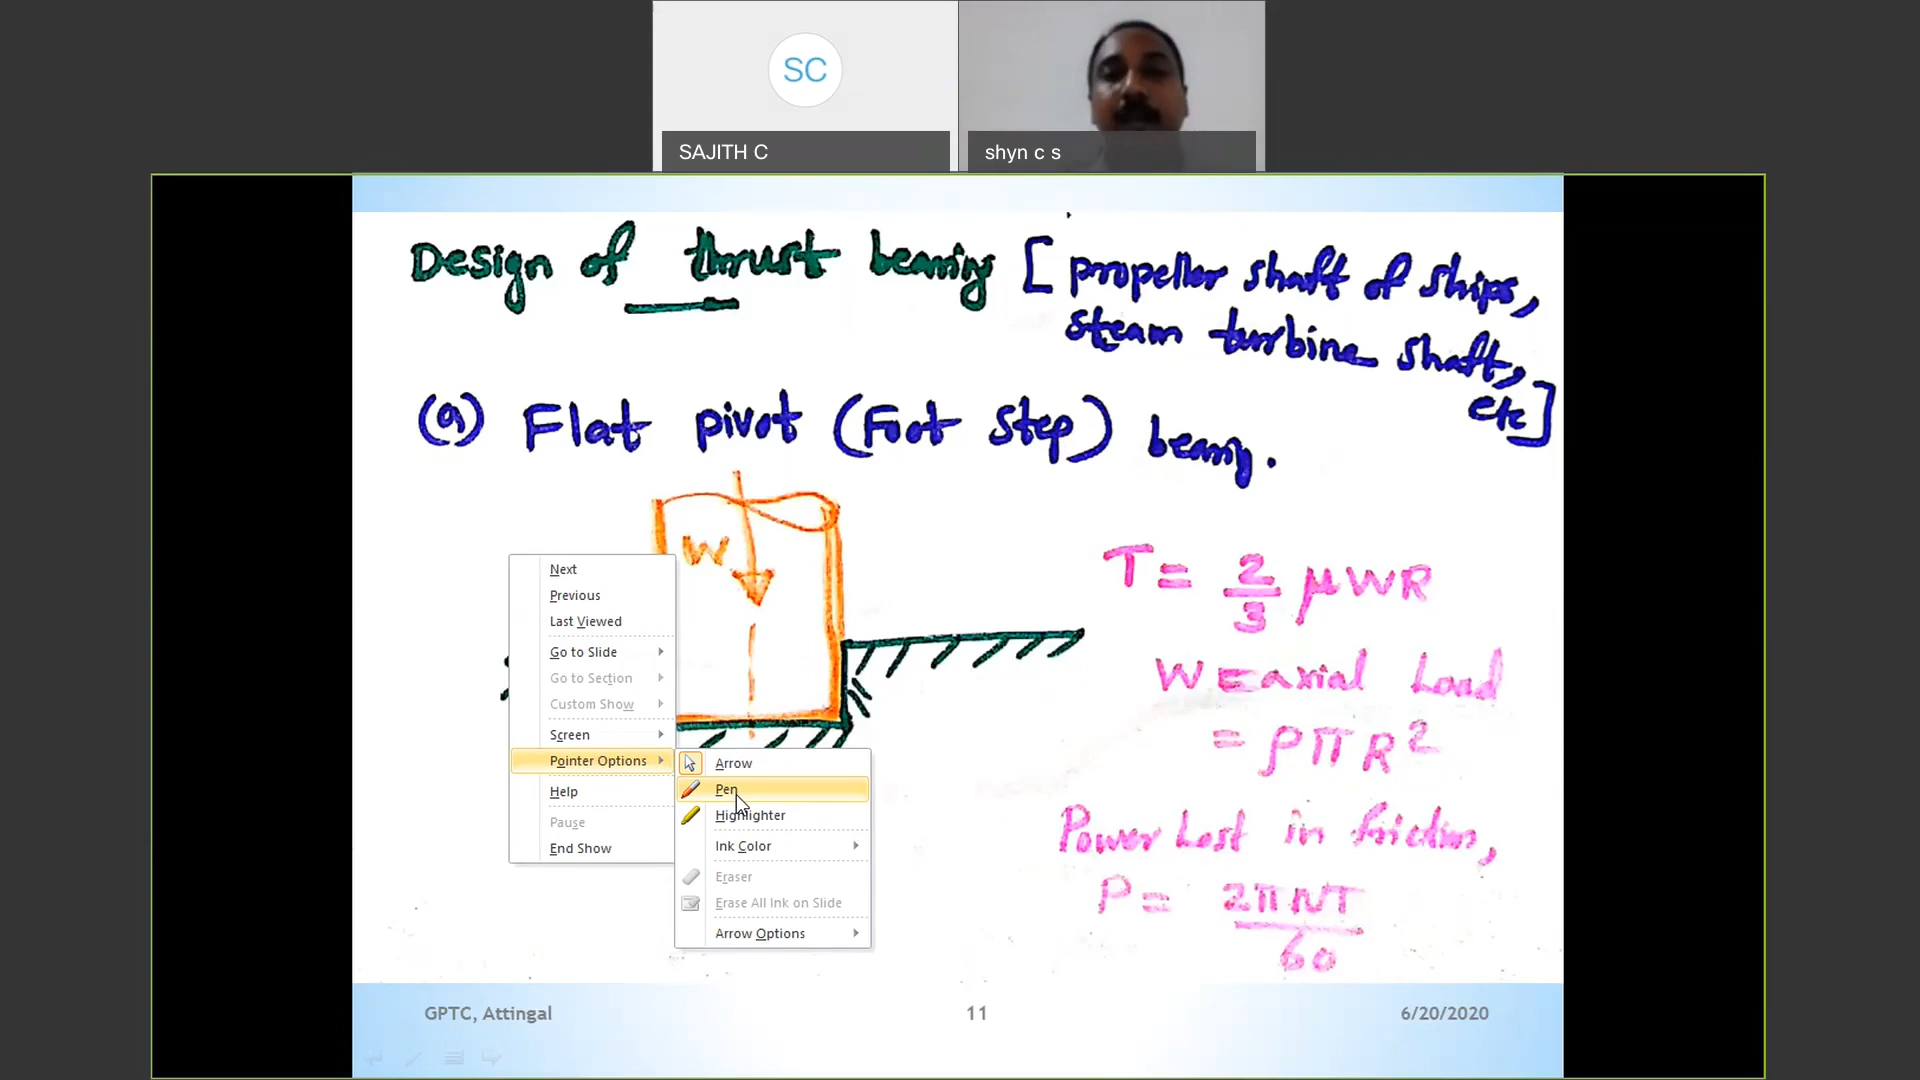 SC
SAJITH C
shyn c s
Design of thrust bearing [propeller shaft of ships,
steam turbine shaft,
etc]
(a) Flat pivot (Foot step) bearing.
W
T = 2/3 μWR
W = axial Load
= pπR²
Power Lost in friction,
P = 2πNT/60
Next
Previous
Last Viewed
Go to Slide
Go to Section
Custom Show
Screen
Pointer Options
Help
Pause
End Show
Arrow
Pen
Highlighter
Ink Color
Eraser
Erase All Ink on Slide
Arrow Options
GPTC, Attingal
11
6/20/2020